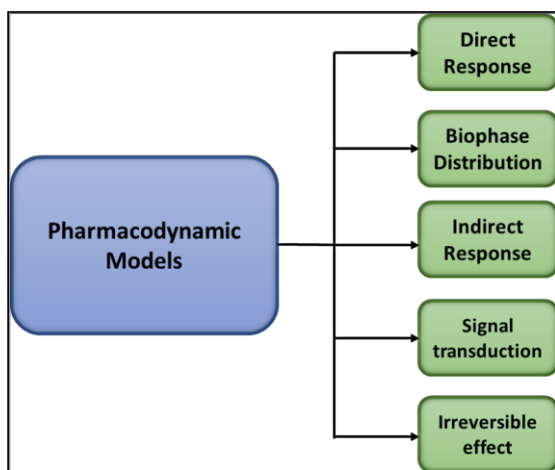 Direct
Response
Biophase
Distribution
Pharmacodynamic
Models
Indirect
Response
Signal
transduction
Irreversible
effect